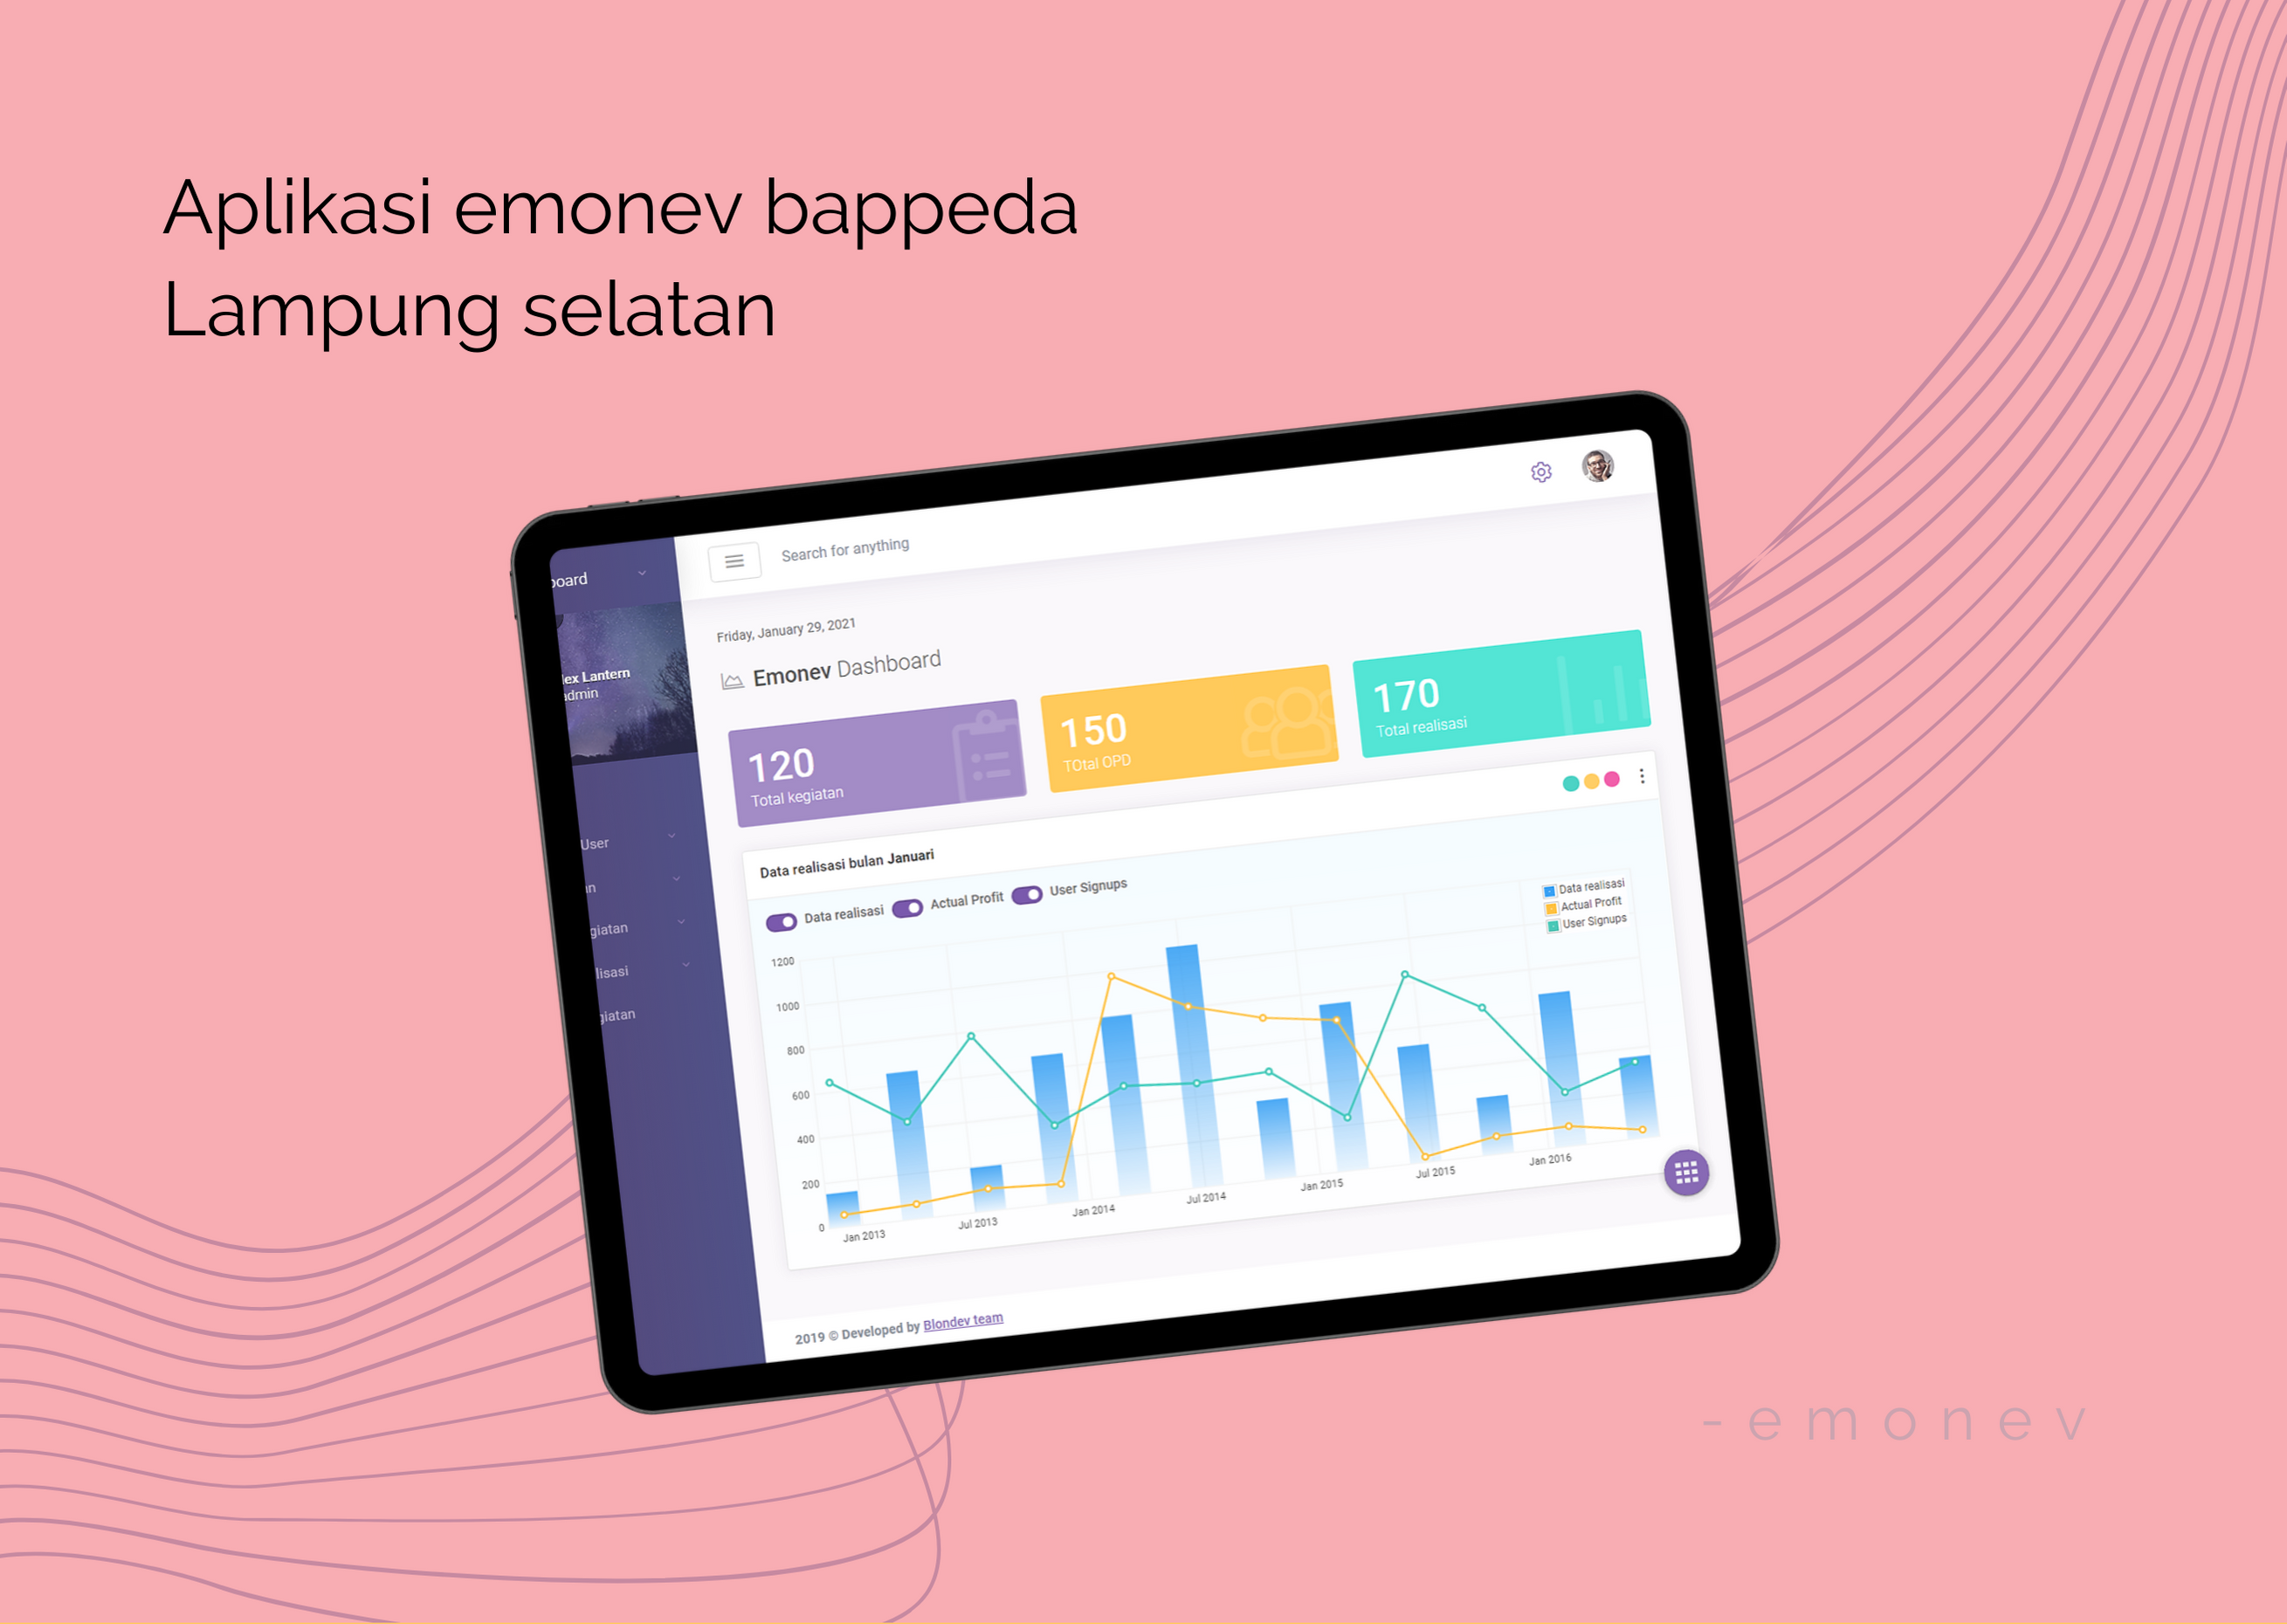 Aplikasi emonev bappeda
Lampung selatan
board
Search for anything
lex Lantern
admin
Friday, January 29, 2021
Emonev Dashboard
120
Total kegiatan
150
TOtal OPD
170
Total realisasi
User
an
giatan
lisasi
giatan
Data realisasi bulan Januari
Data realisasi
Actual Profit
User Signups
Data realisasi
Actual Profit
User Signups
1200
1000
800
600
400
200
0
Jan 2013
Jul 2013
Jan 2014
Jul 2014
Jan 2015
Jul 2015
Jan 2016
2019 © Developed by Blondev team
- emonev